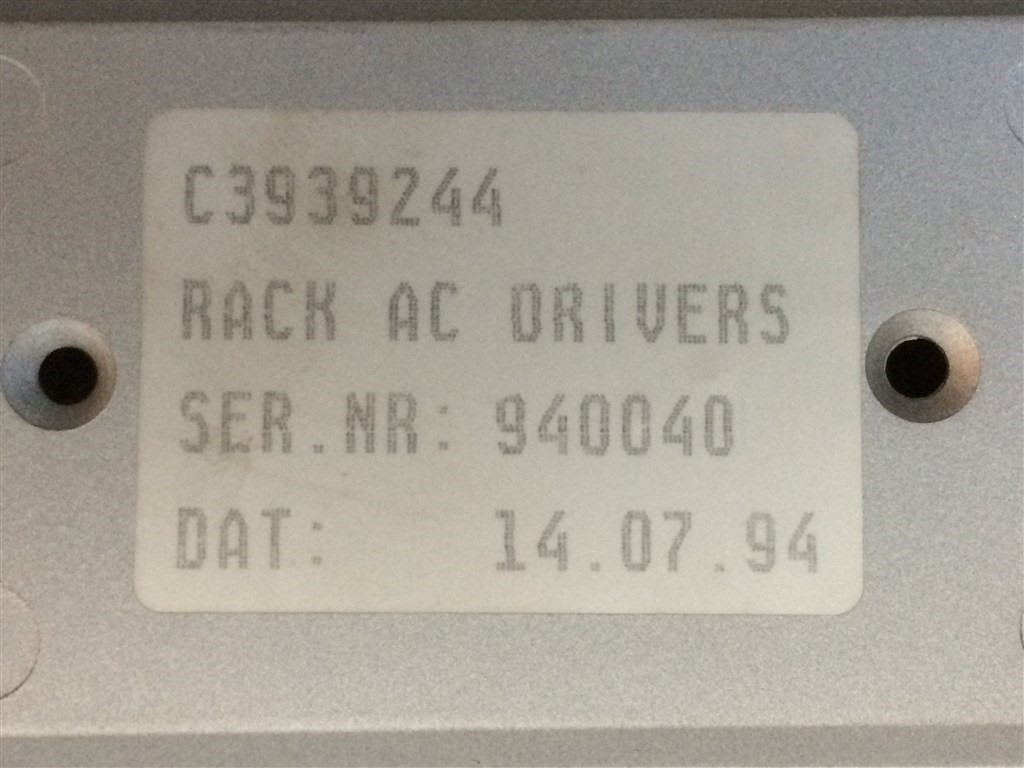 C3939244
RACK AC DRIVERS
SER.NR: 940040
DAT: 14.07.94